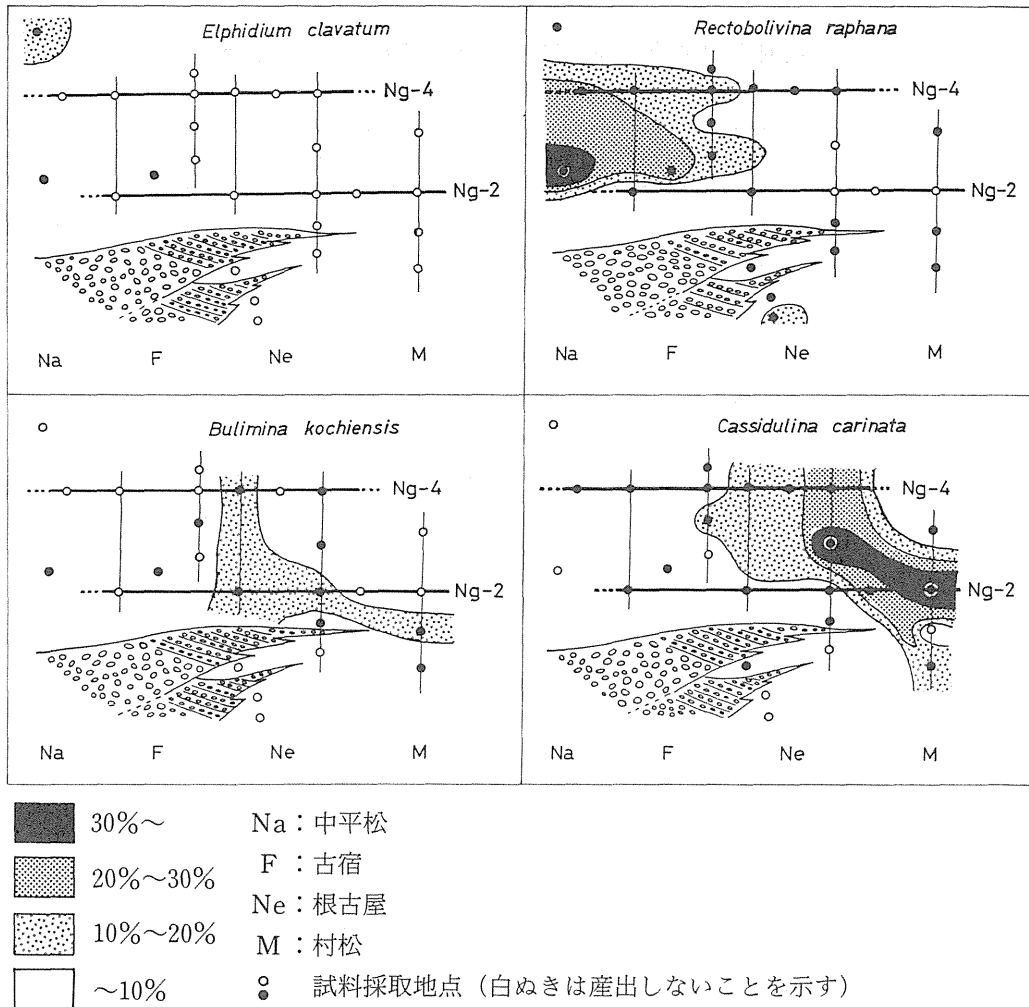 Elphidium clavatum
Ng-4
Ng-2
Na F Ne M
Rectobolivina raphana
Ng-4
Ng-2
Na F Ne M
Bulimina kochiensis
Ng-4
Ng-2
Na F Ne M
Cassidulina carinata
Ng-4
Ng-2
Na F Ne M
30%～
20%～30%
10%～20%
～10%
Na：中平松
F：古宿
Ne：根古屋
M：村松
試料採取地点（白ぬきは産出しないことを示す）